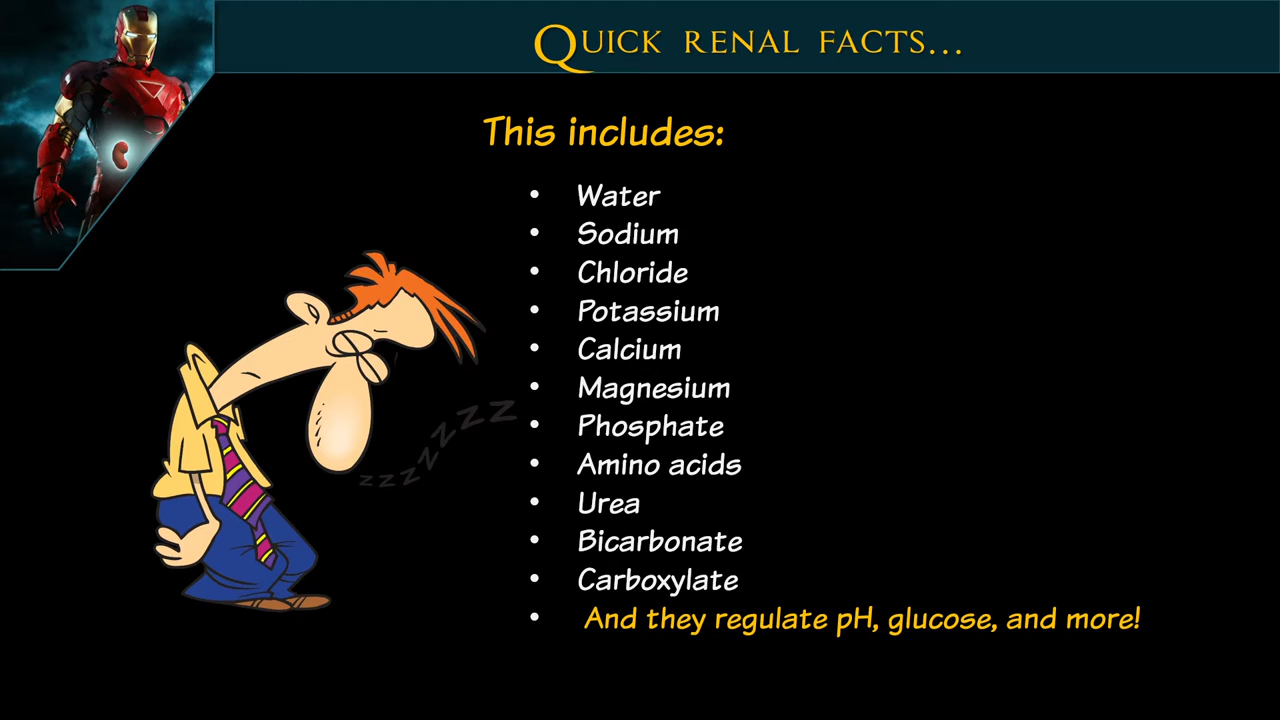 Quick renal facts...
This includes:
• Water
• Sodium
• Chloride
• Potassium
• Calcium
• Magnesium
• Phosphate
• Amino acids
• Urea
• Bicarbonate
• Carboxylate
• And they regulate pH, glucose, and more!
zzzzzzz